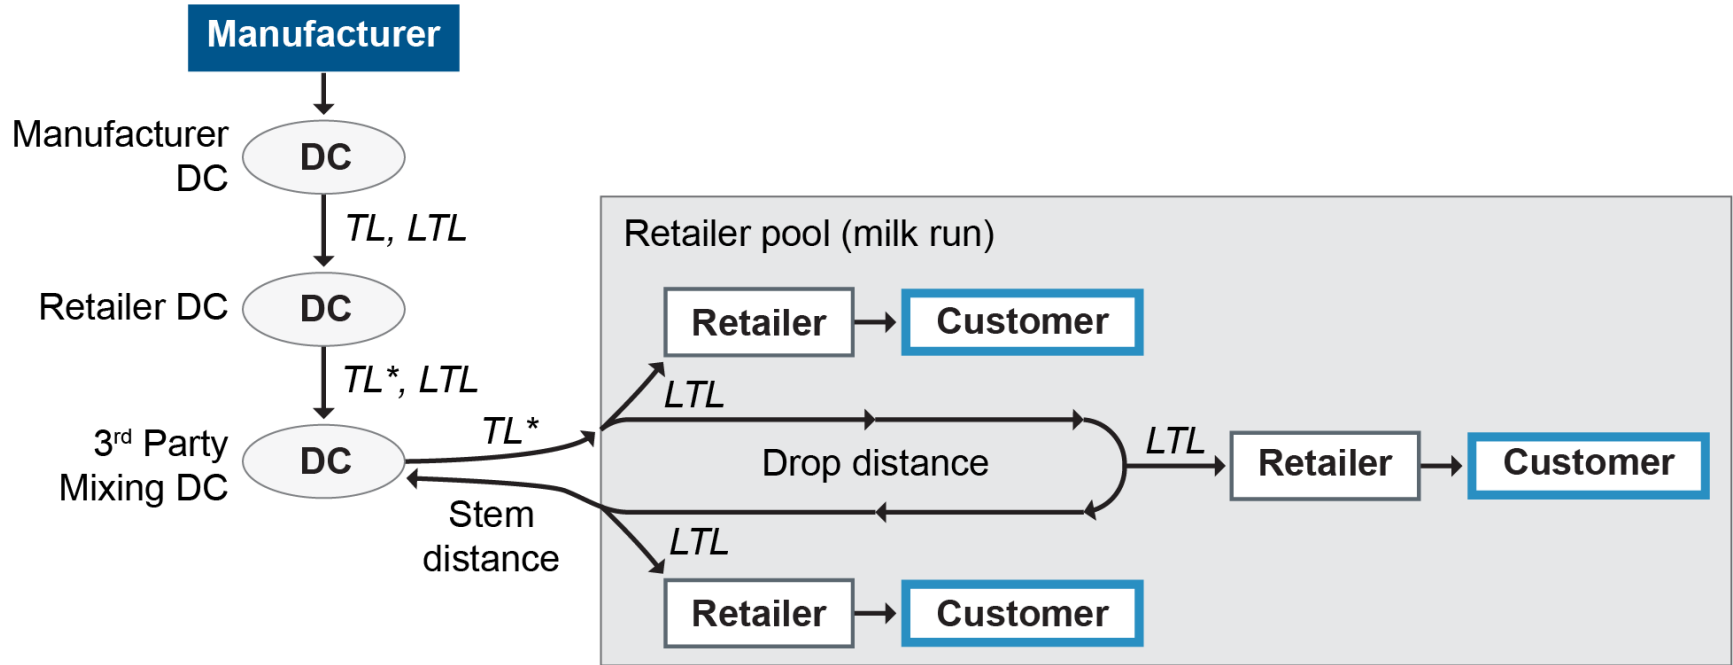 Manufacturer
Manufacturer
DC
DC
TL, LTL
Retailer DC
DC
TL*, LTL
3rd Party
Mixing DC
DC
TL*
Stem
distance
Retailer pool (milk run)
Retailer
Customer
LTL
Drop distance
LTL
Retailer
Customer
LTL
Retailer
Customer